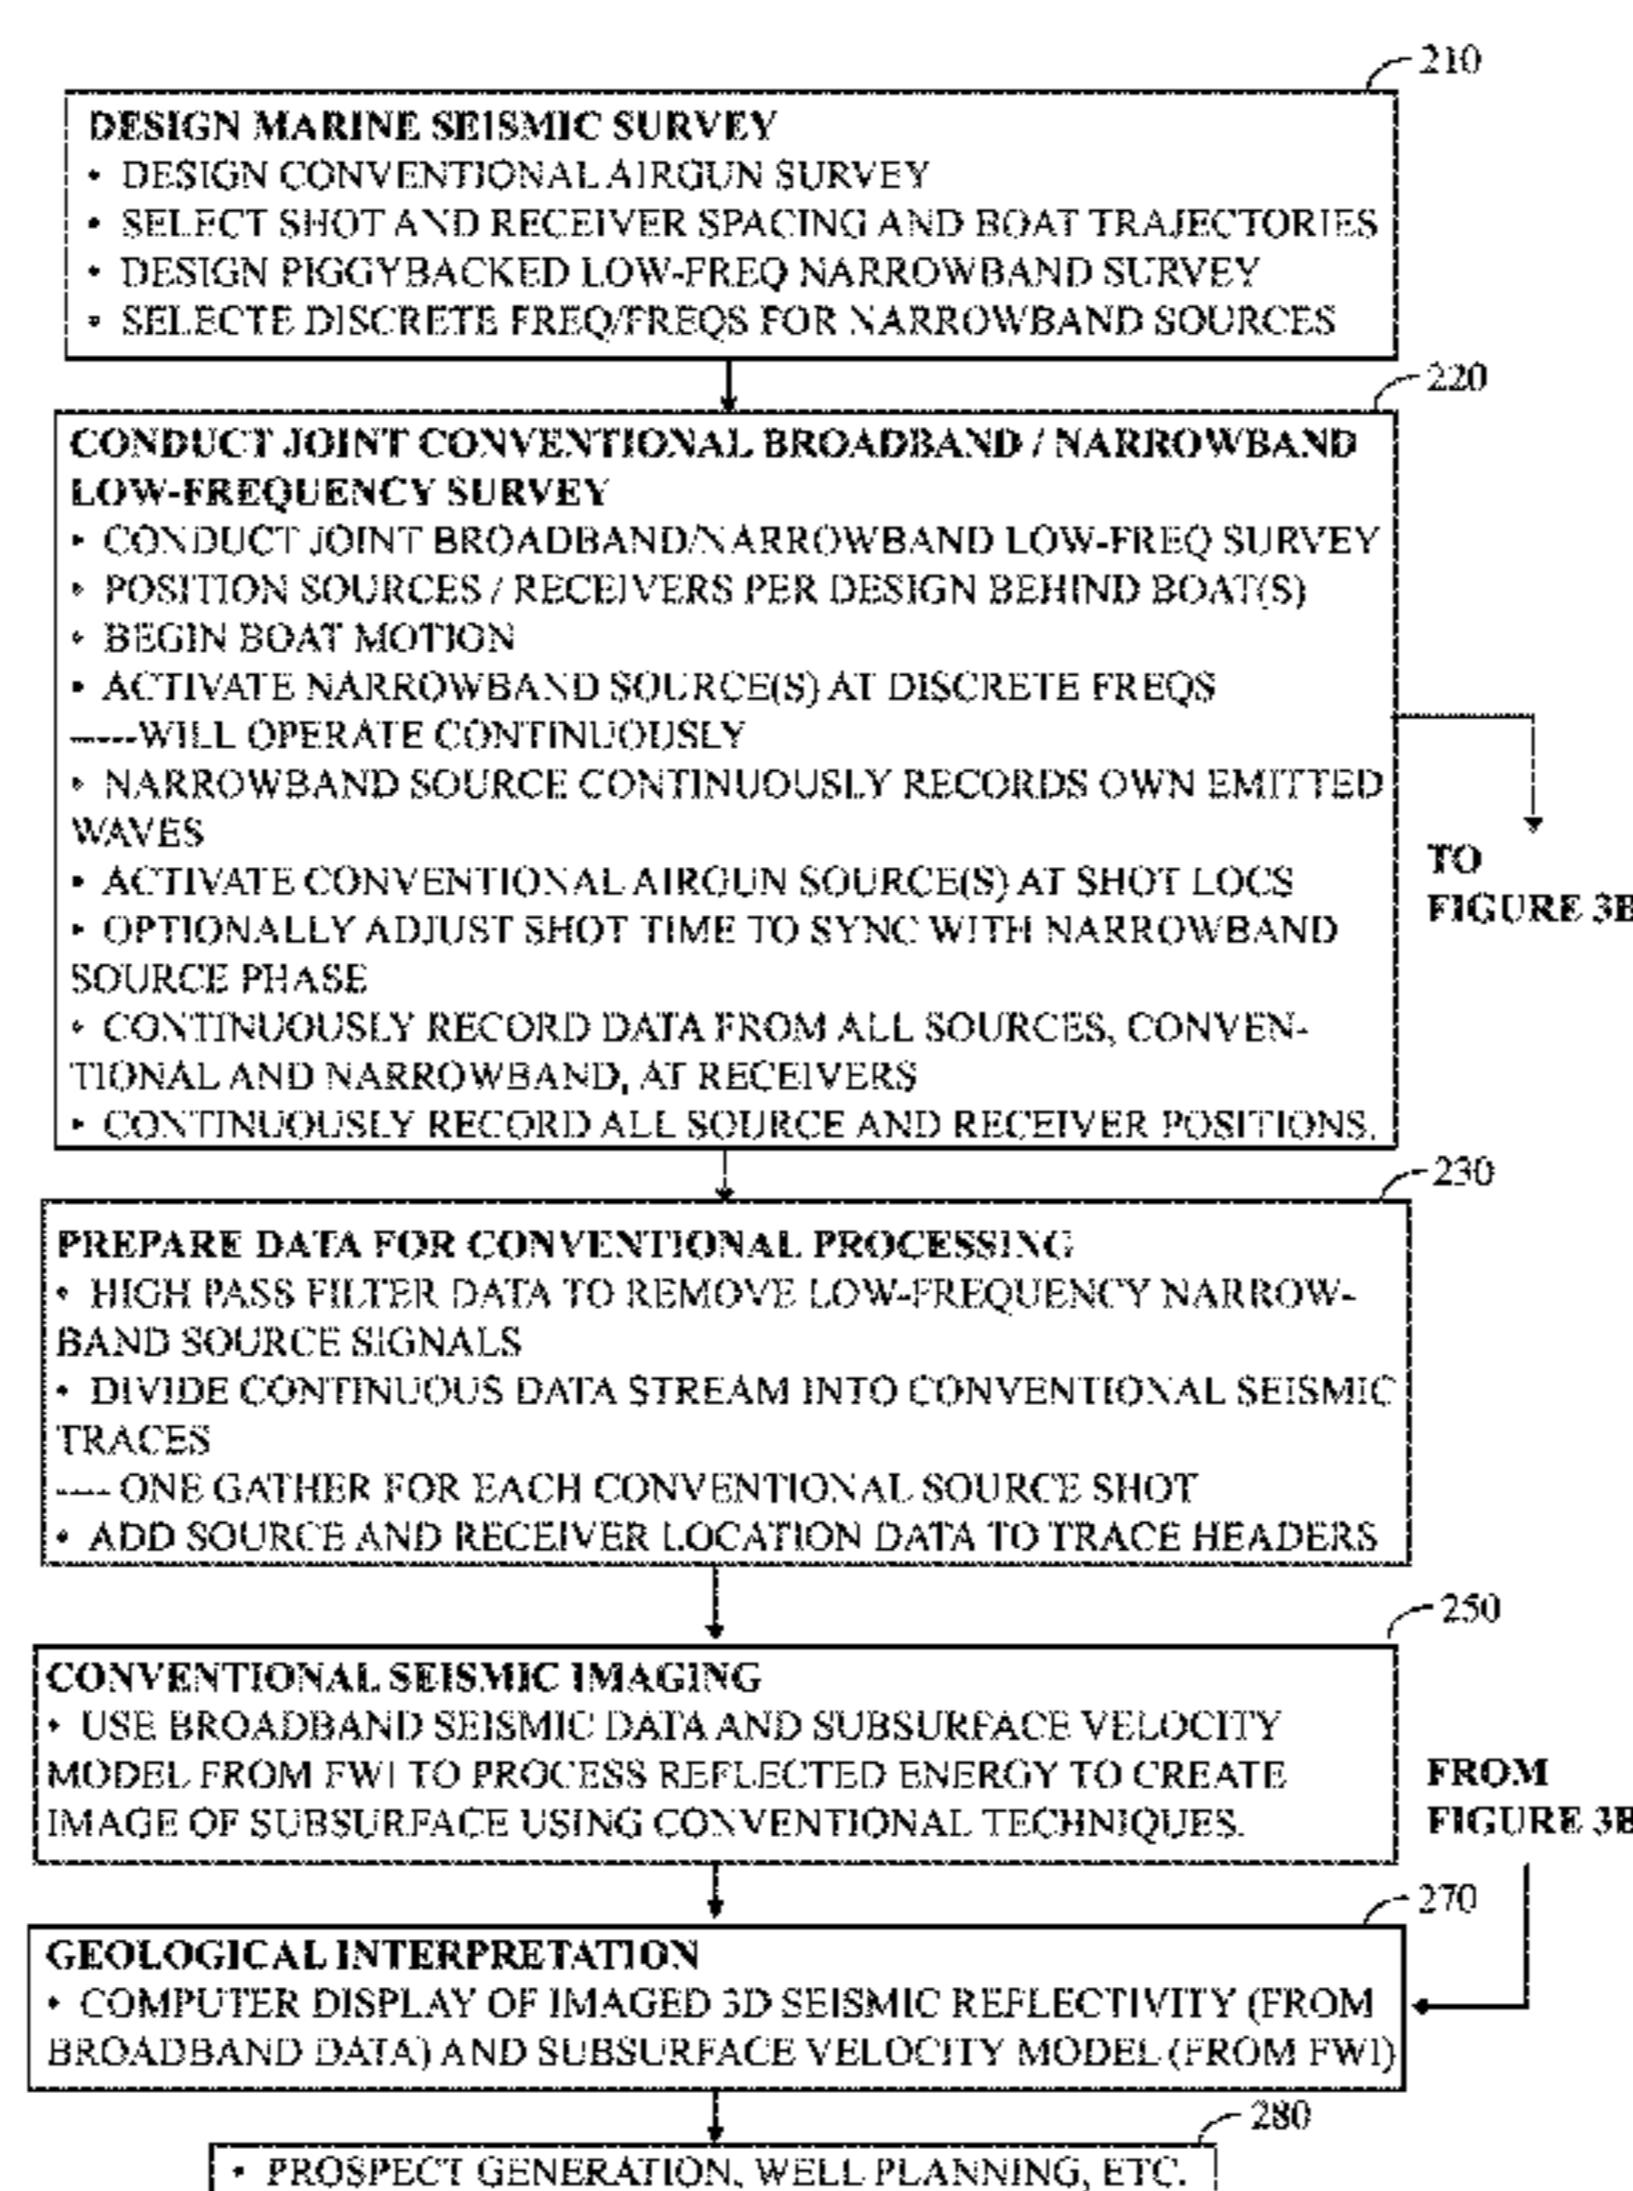 210
DESIGN MARINE SEISMIC SURVEY
• DESIGN CONVENTIONAL AIRGUN SURVEY
• SELECT SHOT AND RECEIVER SPACING AND BOAT TRAJECTORIES
• DESIGN PIGGYBACKED LOW-FREQ NARROWBAND SURVEY
• SELECTE DISCRETE FREQ/FREQS FOR NARROWBAND SOURCES
220
CONDUCT JOINT CONVENTIONAL BROADBAND / NARROWBAND
LOW-FREQUENCY SURVEY
• CONDUCT JOINT BROADBAND/NARROWBAND LOW-FREQ SURVEY
• POSITION SOURCES / RECEIVERS PER DESIGN BEHIND BOAT(S)
• BEGIN BOAT MOTION
• ACTIVATE NARROWBAND SOURCE(S) AT DISCRETE FREQS
-----WILL OPERATE CONTINUOUSLY
• NARROWBAND SOURCE CONTINUOUSLY RECORDS OWN EMITTED
WAVES
• ACTIVATE CONVENTIONAL AIRGUN SOURCE(S) AT SHOT LOCS
• OPTIONALLY ADJUST SHOT TIME TO SYNC WITH NARROWBAND
SOURCE PHASE
• CONTINUOUSLY RECORD DATA FROM ALL SOURCES, CONVEN-
TIONAL AND NARROWBAND, AT RECEIVERS
• CONTINUOUSLY RECORD ALL SOURCE AND RECEIVER POSITIONS.
TO
FIGURE 3B
230
PREPARE DATA FOR CONVENTIONAL PROCESSING
• HIGH PASS FILTER DATA TO REMOVE LOW-FREQUENCY NARROW-
BAND SOURCE SIGNALS
• DIVIDE CONTINUOUS DATA STREAM INTO CONVENTIONAL SEISMIC
TRACES
---- ONE GATHER FOR EACH CONVENTIONAL SOURCE SHOT
• ADD SOURCE AND RECEIVER LOCATION DATA TO TRACE HEADERS
250
CONVENTIONAL SEISMIC IMAGING
• USE BROADBAND SEISMIC DATA AND SUBSURFACE VELOCITY
MODEL FROM FWI TO PROCESS REFLECTED ENERGY TO CREATE
IMAGE OF SUBSURFACE USING CONVENTIONAL TECHNIQUES.
FROM
FIGURE 3B
270
GEOLOGICAL INTERPRETATION
• COMPUTER DISPLAY OF IMAGED 3D SEISMIC REFLECTIVITY (FROM
BROADBAND DATA) AND SUBSURFACE VELOCITY MODEL (FROM FWI)
280
• PROSPECT GENERATION, WELL PLANNING, ETC.